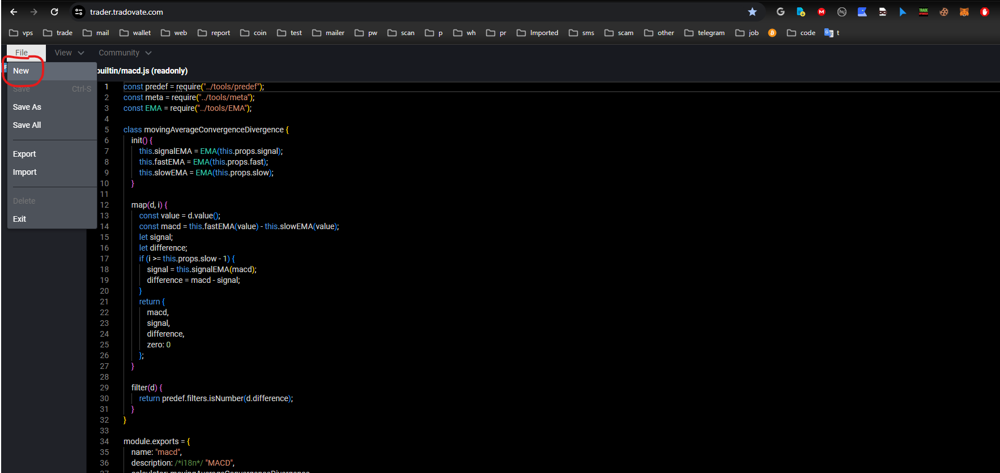 trader.tradovate.com
vps trade mail wallet web report coin test mailer pw scan p wh pr Imported sms scam other telegram job code t
File View Community
New
Save Ctrl-S
Save As
Save All
Export
Import
Delete
Exit
builtin/macd.js (readonly)
1 const predef = require("../tools/predef");
2 const meta = require("../tools/meta");
3 const EMA = require("../tools/EMA");
4
5 class movingAverageConvergenceDivergence {
6 init() {
7 this.signalEMA = EMA(this.props.signal);
8 this.fastEMA = EMA(this.props.fast);
9 this.slowEMA = EMA(this.props.slow);
10 }
11
12 map(d, i) {
13 const value = d.value();
14 const macd = this.fastEMA(value) - this.slowEMA(value);
15 let signal;
16 let difference;
17 if (i >= this.props.slow - 1) {
18 signal = this.signalEMA(macd);
19 difference = macd - signal;
20 }
21 return {
22 macd,
23 signal,
24 difference,
25 zero: 0
26 };
27 }
28
29 filter(d) {
30 return predef.filters.isNumber(d.difference);
31 }
32 }
33
34 module.exports = {
35 name: "macd",
36 description: /*i18n*/ "MACD",
37 calculator: movingAverageConvergenceDivergence